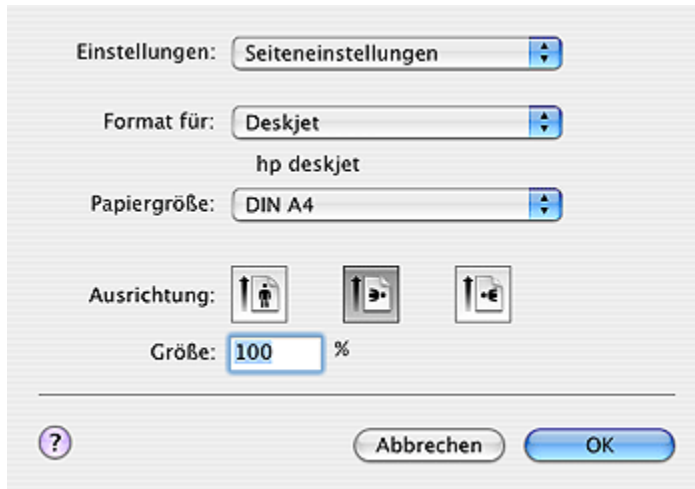 Einstellungen: Seiteneinstellungen
Format für: Deskjet
hp deskjet
Papiergröße: DIN A4
Ausrichtung:
Größe: 100 %
? Abbrechen OK